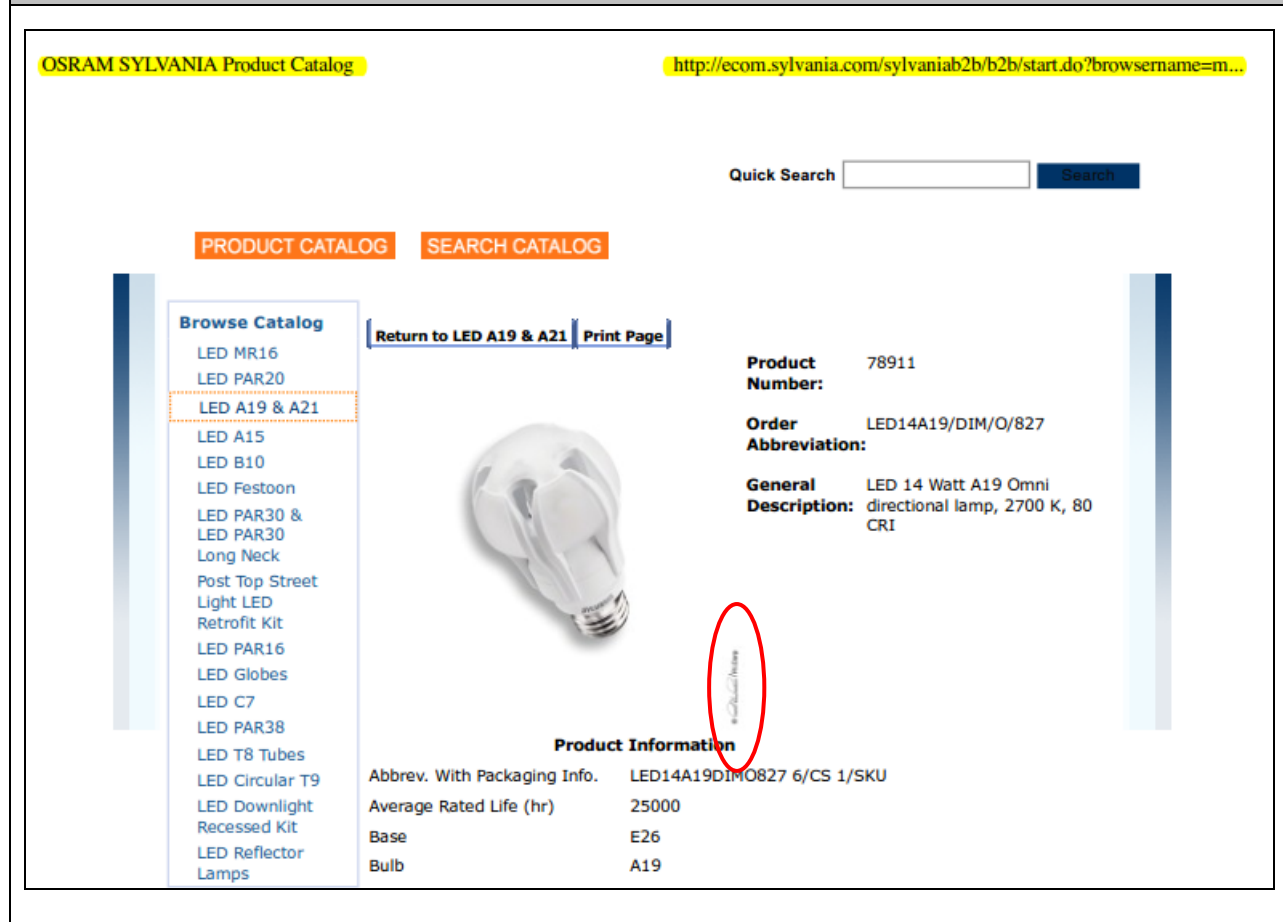 OSRAM SYLVANIA Product Catalog
http://ecom.sylvania.com/sylvaniab2b/b2b/start.do?browsername=m...
Quick Search
Search
PRODUCT CATALOG
SEARCH CATALOG
Browse Catalog
LED MR16
LED PAR20
LED A19 & A21
LED A15
LED B10
LED Festoon
LED PAR30 &
LED PAR30
Long Neck
Post Top Street
Light LED
Retrofit Kit
LED PAR16
LED Globes
LED C7
LED PAR38
LED T8 Tubes
LED Circular T9
LED Downlight
Recessed Kit
LED Reflector
Lamps
Return to LED A19 & A21
Print Page
SYLVANIA
Product Number: 78911
Order Abbreviation: LED14A19/DIM/O/827
General Description: LED 14 Watt A19 Omni
directional lamp, 2700 K, 80
CRI
Product Information
Abbrev. With Packaging Info. LED14A19DIMO827 6/CS 1/SKU
Average Rated Life (hr) 25000
Base E26
Bulb A19